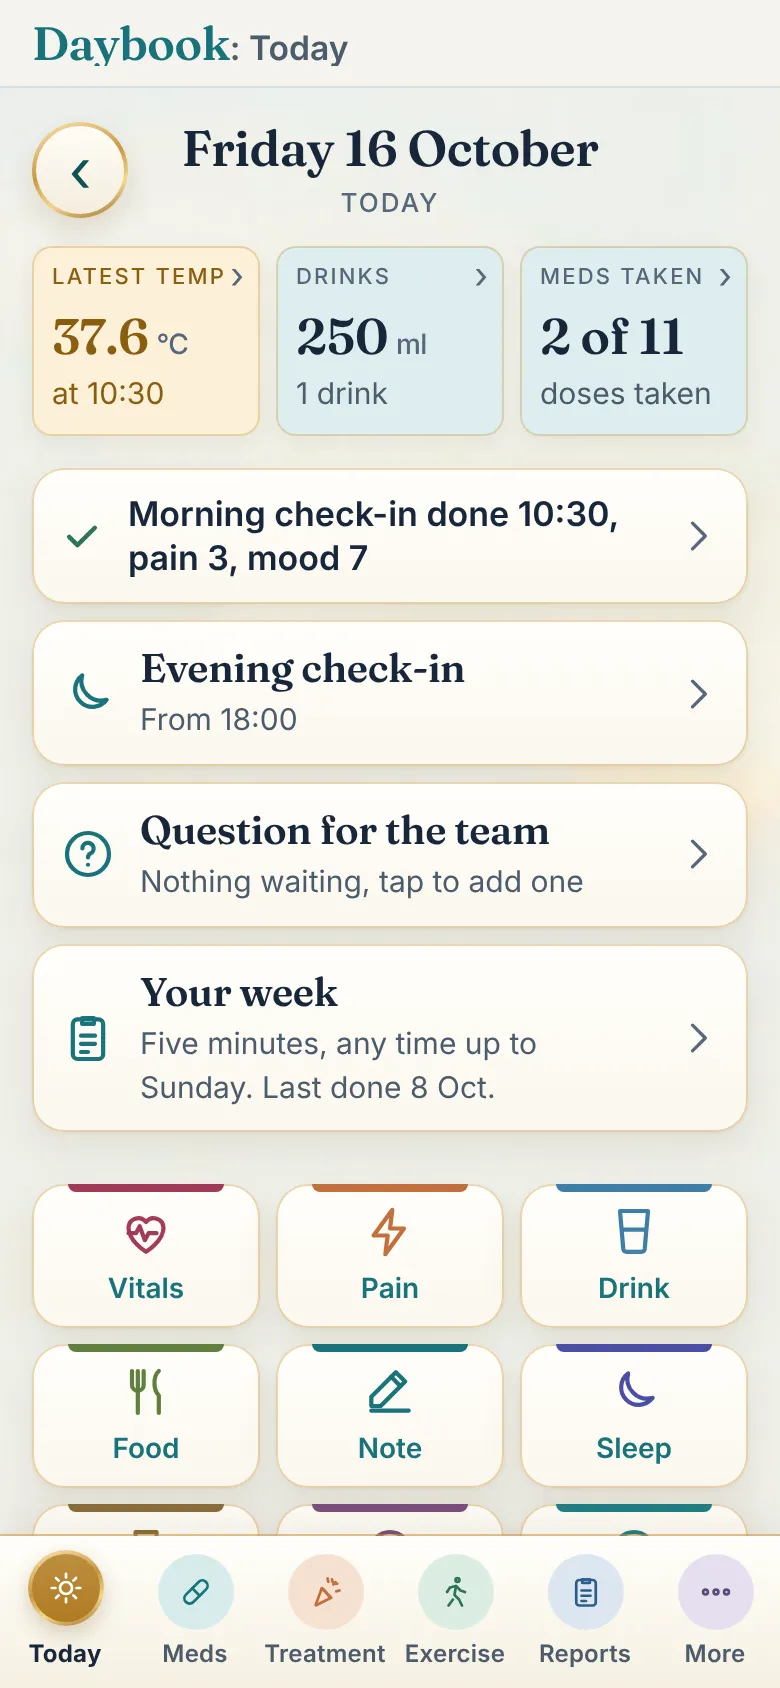 Daybook: Today
Friday 16 October
TODAY
LATEST TEMP
37.6 °C
at 10:30
DRINKS
250 ml
1 drink
MEDS TAKEN
2 of 11
doses taken
Morning check-in done 10:30,
pain 3, mood 7
Evening check-in
From 18:00
Question for the team
Nothing waiting, tap to add one
Your week
Five minutes, any time up to
Sunday. Last done 8 Oct.
Vitals
Pain
Drink
Food
Note
Sleep
Today
Meds
Treatment
Exercise
Reports
More